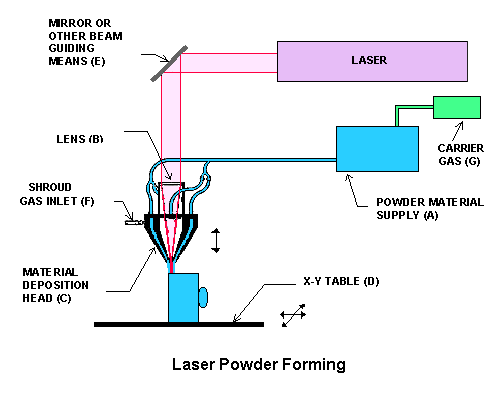 MIRROR OR
OTHER BEAM
GUIDING
MEANS (E)
LASER
CARRIER
GAS (G)
LENS (B)
SHROUD
GAS INLET (F)
POWDER MATERIAL
SUPPLY (A)
MATERIAL
DEPOSITION
HEAD (C)
X-Y TABLE (D)
Laser Powder Forming